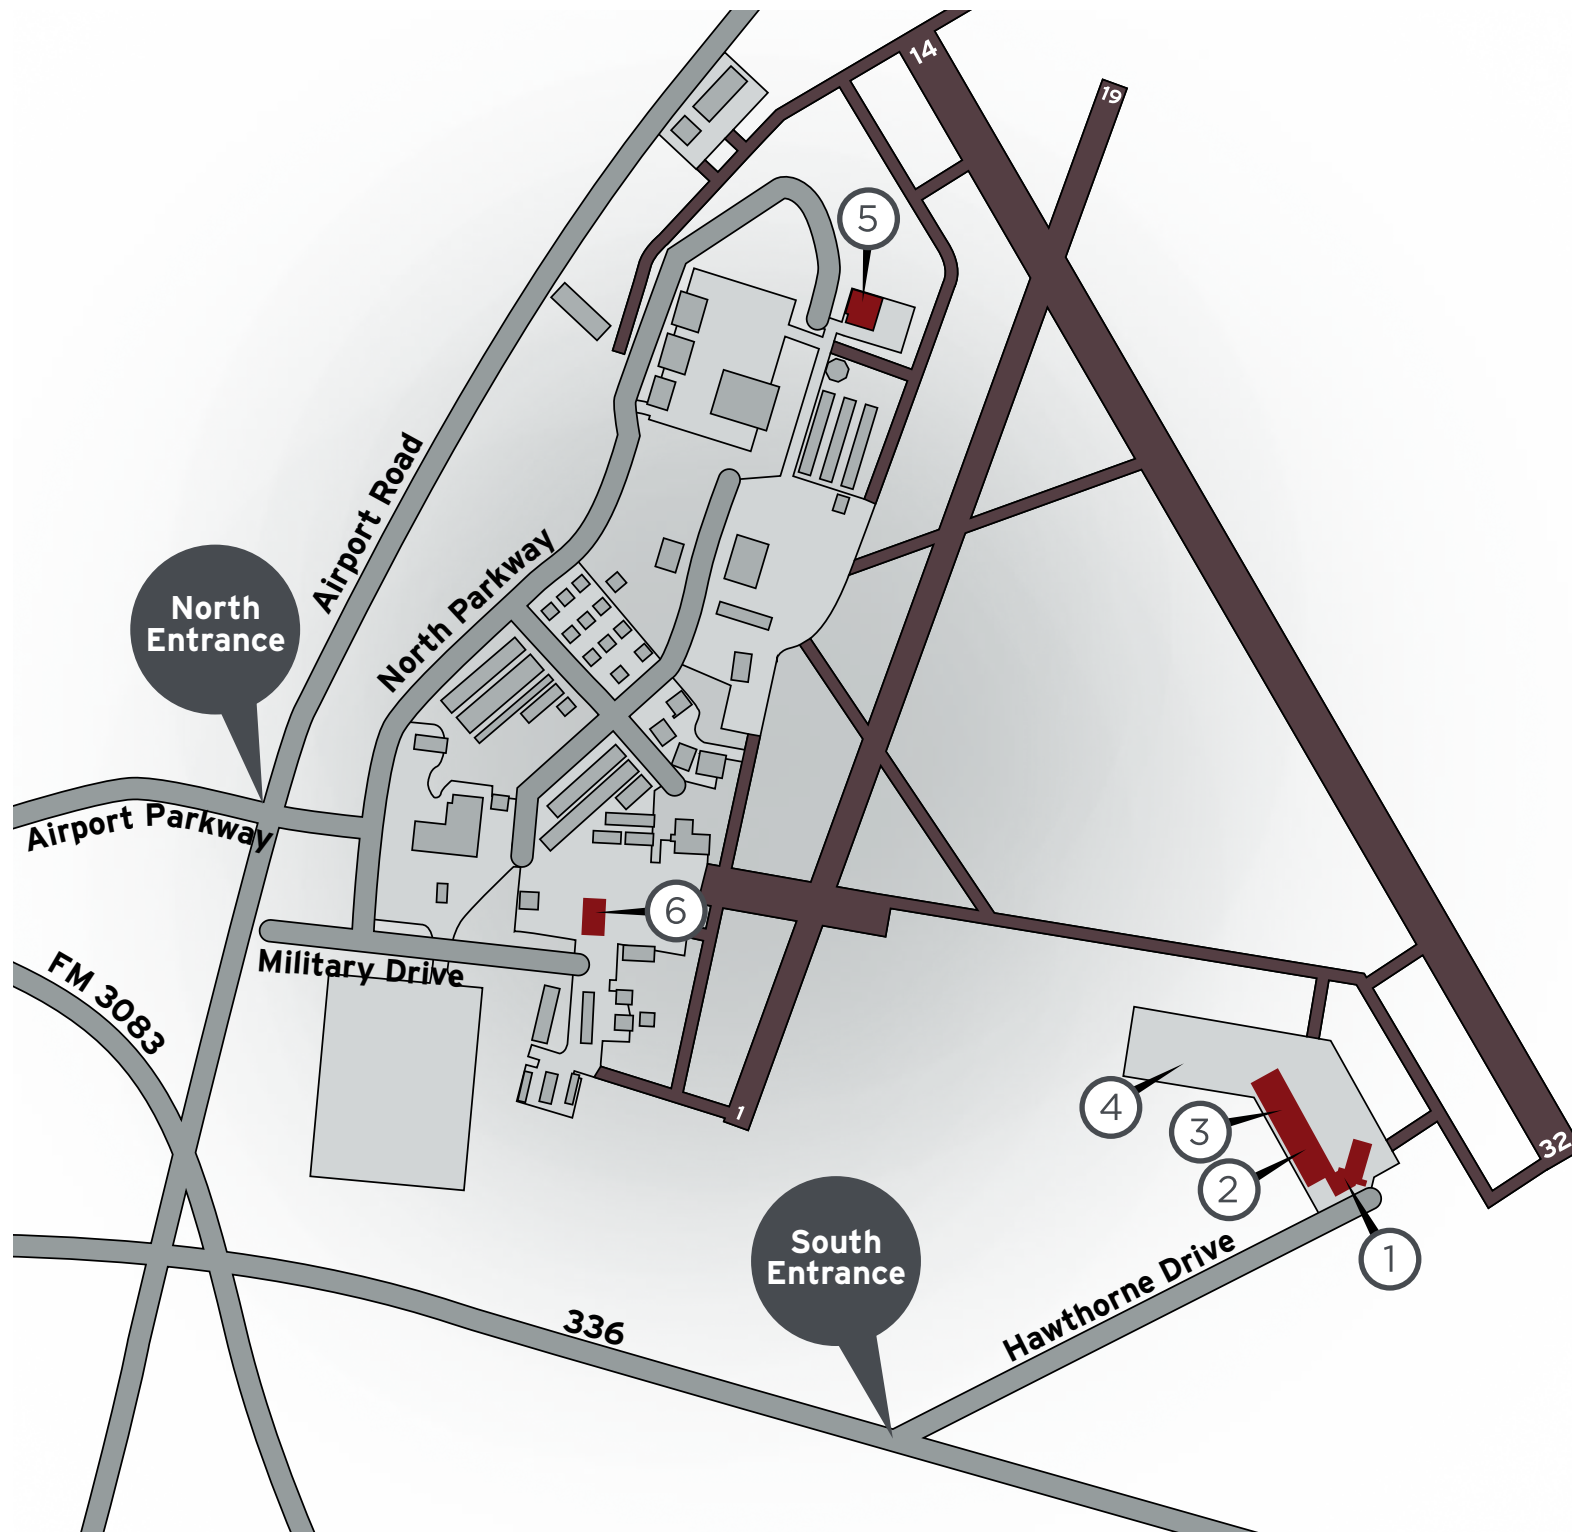 14
19
5
Airport Road
North Parkway
North
Entrance
Airport Parkway
6
Military Drive
FM 3083
4
1
3
32
2
South
Entrance
1
Hawthorne Drive
336